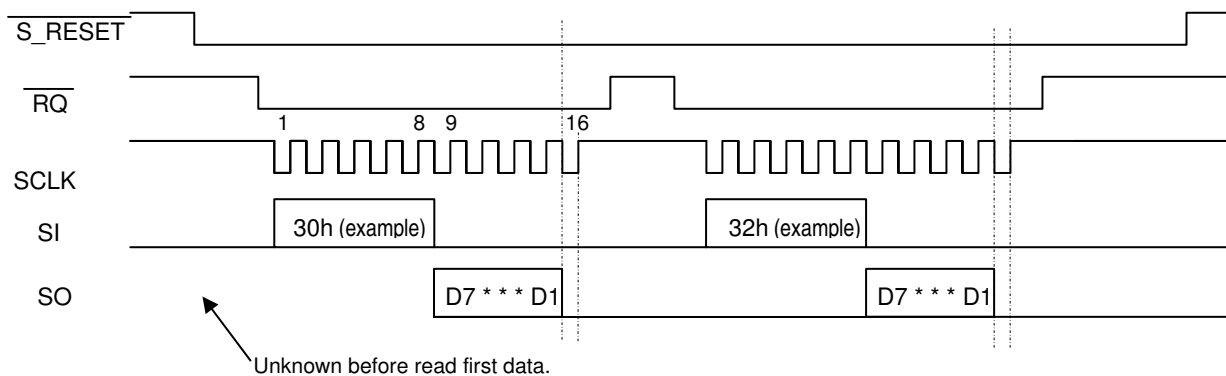 S_RESET
RQ
1 8 9 16
SCLK
SI 30h (example) 32h (example)
SO D7 * * * D1 D7 * * * D1
Unknown before read first data.